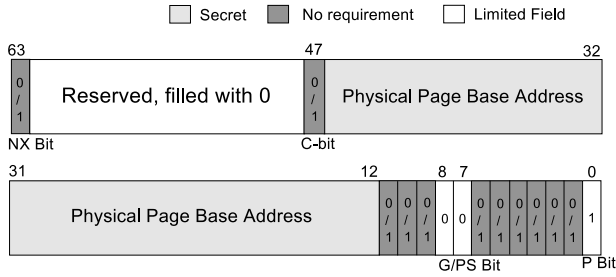 Secret No requirement Limited Field
63 47 32
0/1 Reserved, filled with 0 0/1 Physical Page Base Address
NX Bit C-bit
31 12 8 7 0
Physical Page Base Address 0/1 0/1 0/1 0 0 0/1 0/1 0/1 0/1 0/1 0/1 1
G/PS Bit P Bit